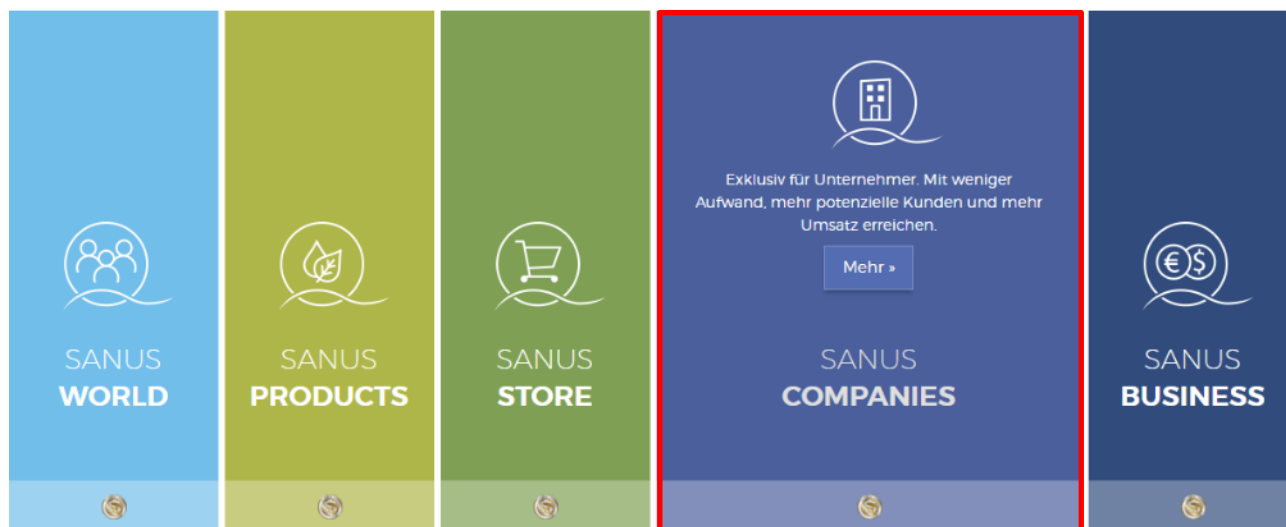 SANUS
WORLD
SANUS
PRODUCTS
SANUS
STORE
Exklusiv für Unternehmer. Mit weniger
Aufwand, mehr potenzielle Kunden und mehr
Umsatz erreichen.
Mehr »
SANUS
COMPANIES
€ $
SANUS
BUSINESS